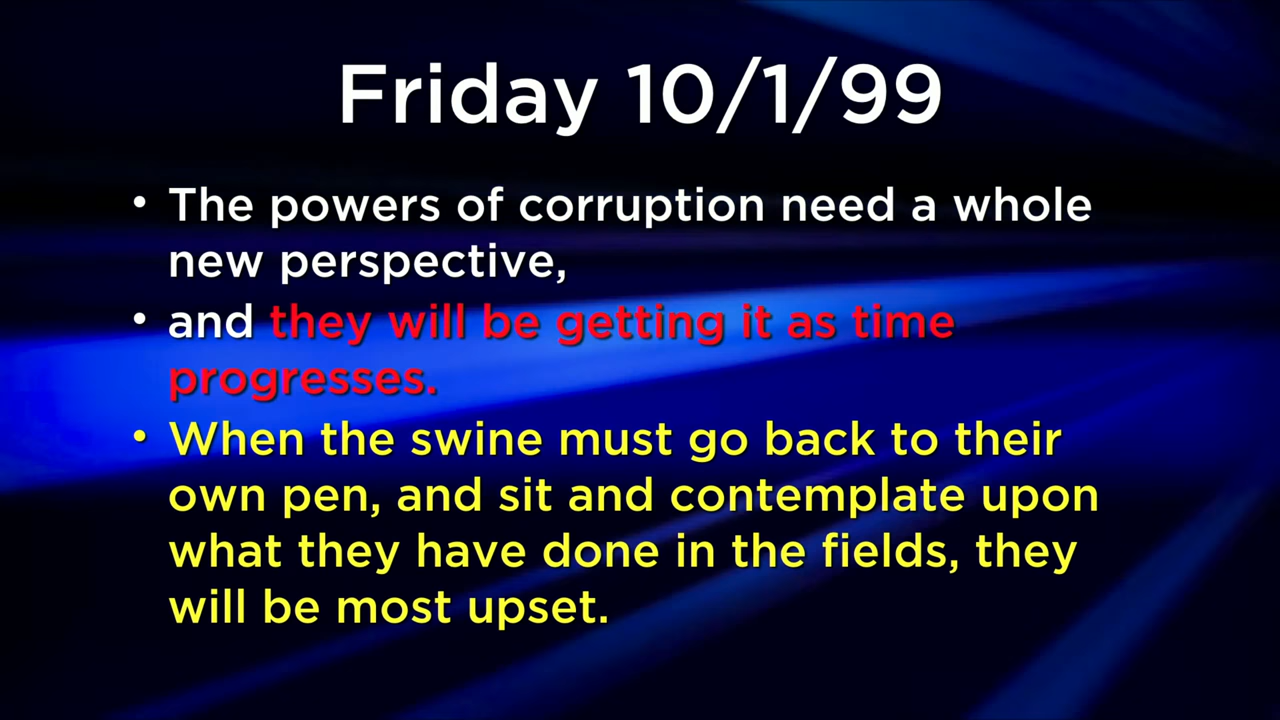 Friday 10/1/99
• The powers of corruption need a whole
new perspective,
• and they will be getting it as time
progresses.
• When the swine must go back to their
own pen, and sit and contemplate upon
what they have done in the fields, they
will be most upset.